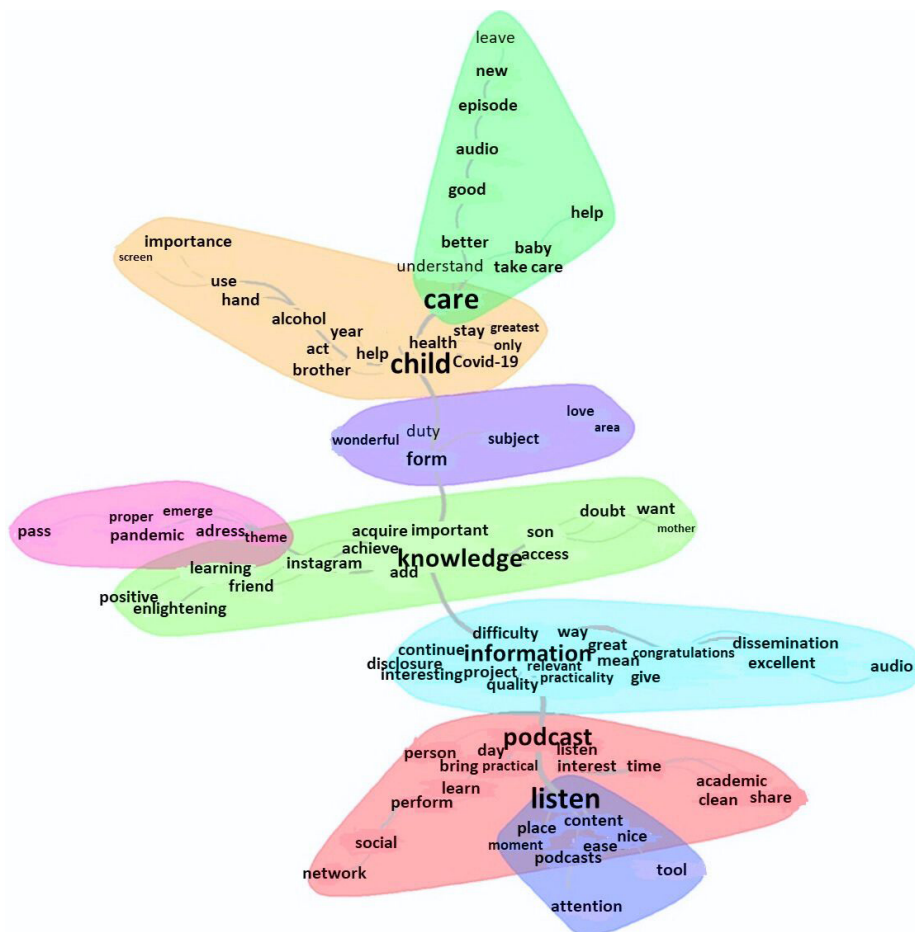 leave
new
episode
audio
good
help
better
baby
understand take care
care
importance
screen
use
hand
alcohol
year
stay greatest
act
help
health
only
brother
child Covid-19
love
area
wonderful duty
subject
form
pass
proper emerge
pandemic adress theme
acquire important
achieve
son
doubt want
mother
knowledge access
learning
instagram
add
friend
positive
enlightening
difficulty way
continue
great
dissemination
information
congratulations
disclosure
mean
excellent
audio
relevant
interesting project
practicality give
quality
podcast
person day listen
bring practical interest time
academic
learn
clean share
perform
listen
content
place
nice
social
moment
ease
podcasts
network
tool
attention